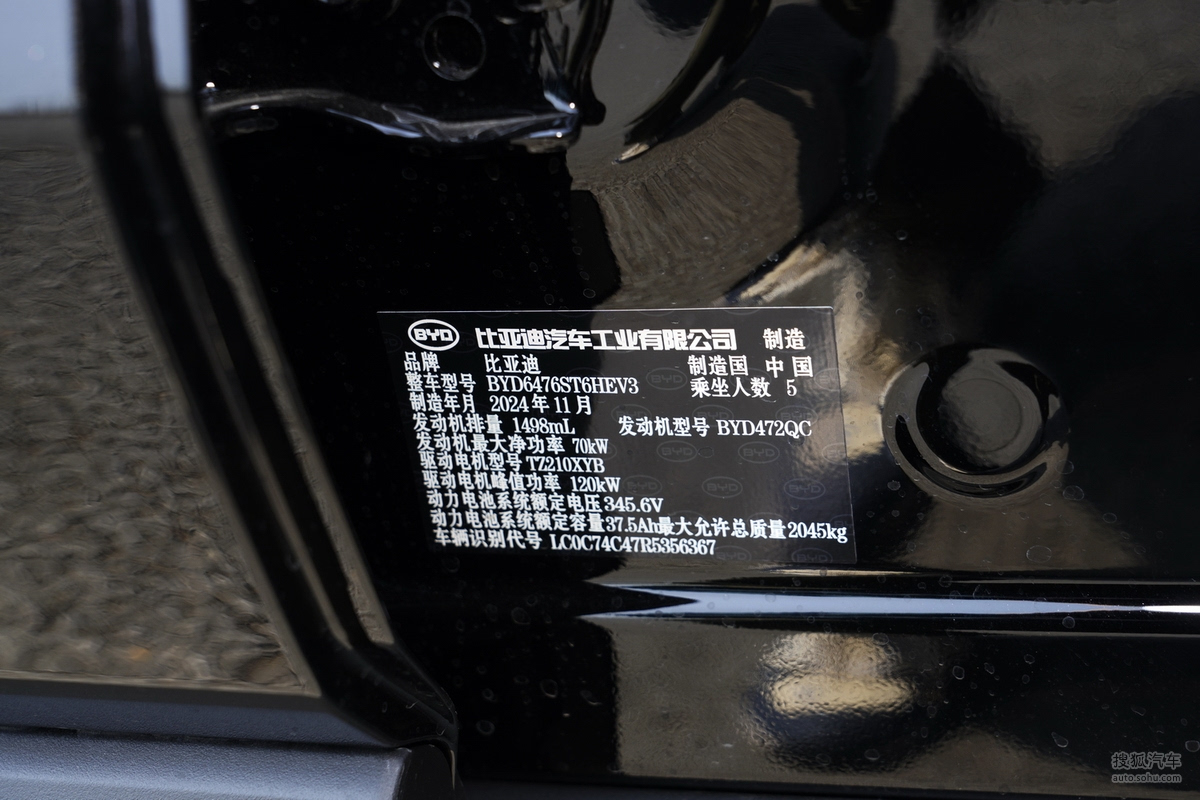 BYD 比亚迪汽车工业有限公司 制造
品牌 比亚迪 制造国 中国
整车型号 BYD6476ST6HEV3 乘坐人数 5
制造年月 2024年11月
发动机排量 1498mL 发动机型号 BYD472QC
发动机最大净功率 70kW
驱动电机型号 TZ210XYB
驱动电机峰值功率 120kW
动力电池系统额定电压 345.6V
动力电池系统额定容量 37.5Ah 最大允许总质量 2045kg
车辆识别代号 LC0C74C47R5356367
搜狐汽车
auto.sohu.com